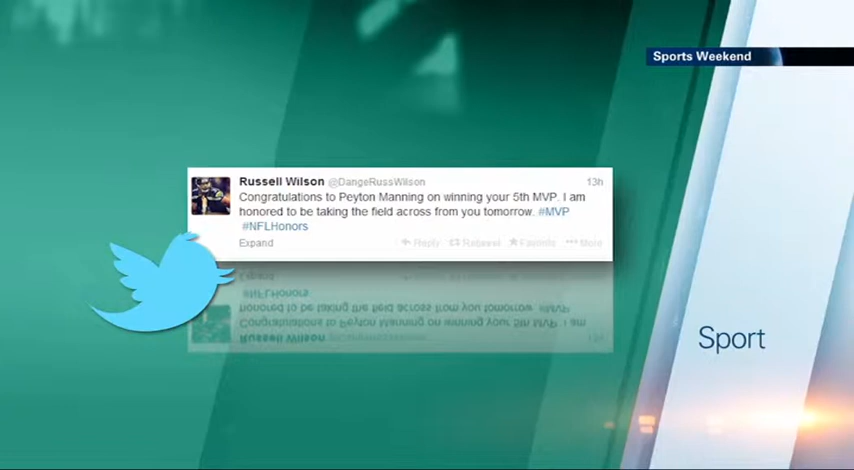 Sports Weekend
Russell Wilson @DangeRussWilson 13h
Congratulations to Peyton Manning on winning your 5th MVP. I am
honored to be taking the field across from you tomorrow. #MVP
#NFLHonors
Expand Reply Retweet Favorite More
Sport